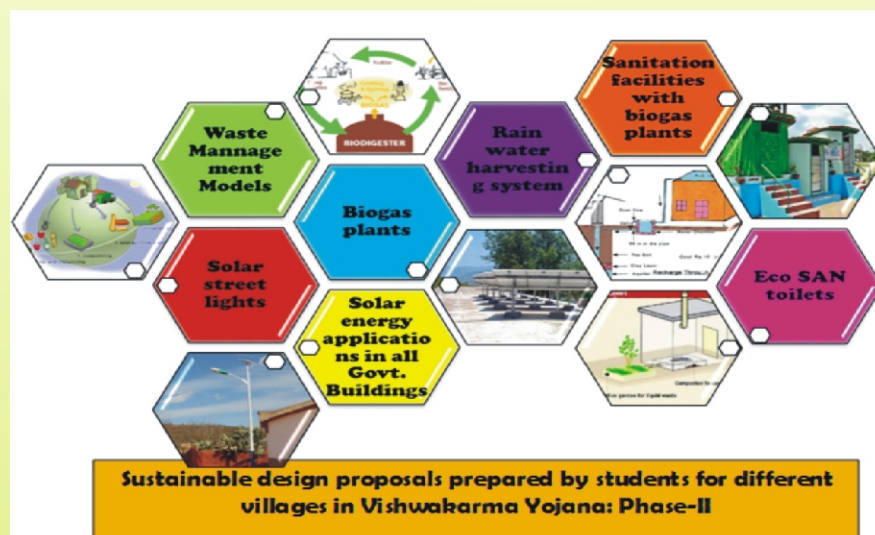 Sanitation
facilities
with
biogas
plants
Waste
Mannage
ment
Models
BIOGAS
BIODIGESTER
Rain
water
harvestin
g system
Biogas
plants
Solar
street
lights
Eco SAN
toilets
Solar
energy
applicatio
ns in all
Govt.
Buildings
Sustainable design proposals prepared by students for different
villages in Vishwakarma Yojana: Phase-II